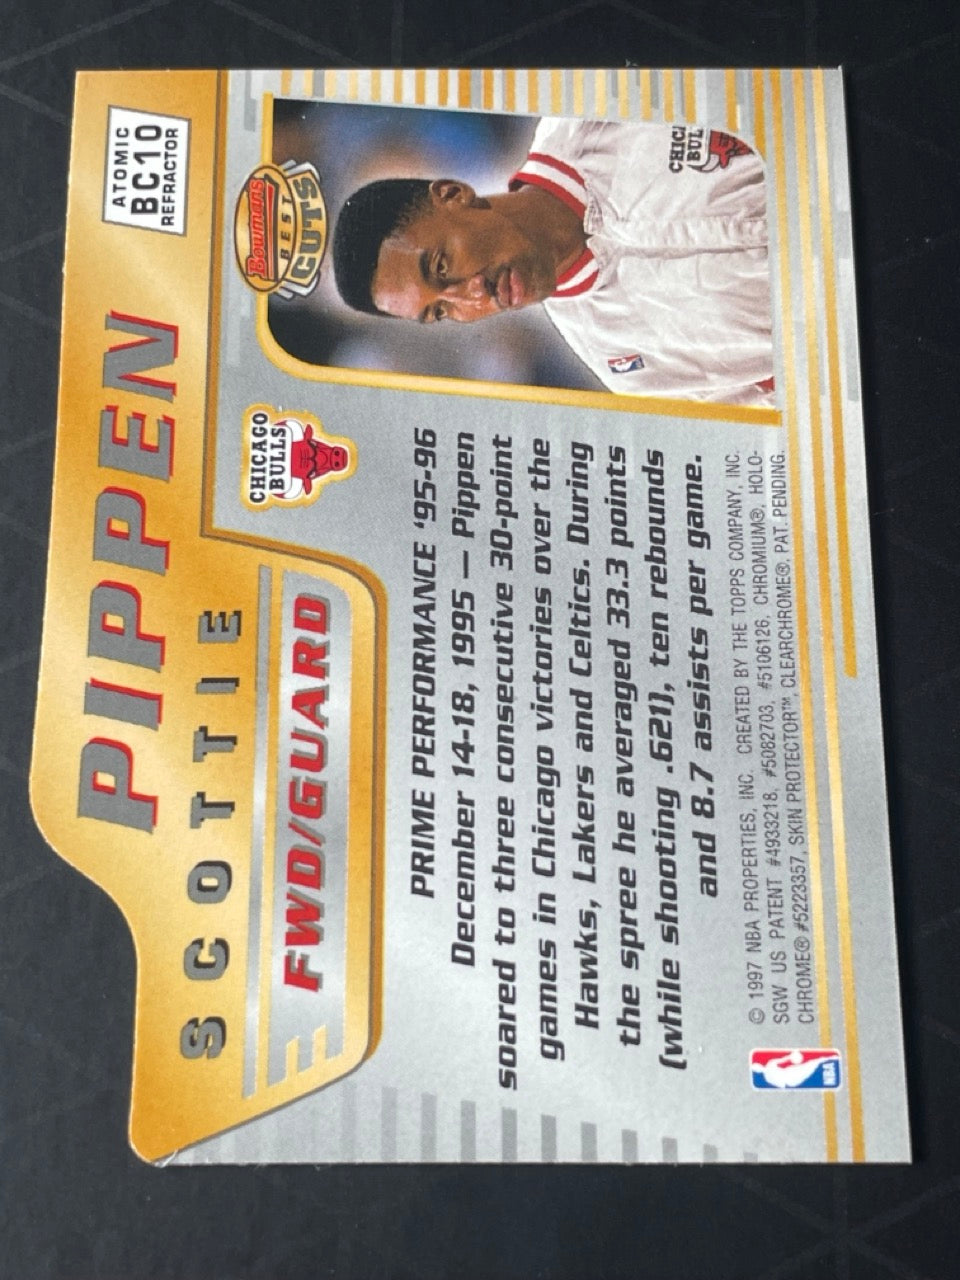 PIPPEN
SCOTTIE
FWD/GUARD
ATOMIC
BC10
REFRACTOR
Bowman's
BEST
CUTS
CHICAGO
BULLS
CHIC
BUL
PRIME PERFORMANCE '95-96
December 14-18, 1995 — Pippen
soared to three consecutive 30-point
games in Chicago victories over the
Hawks, Lakers and Celtics. During
the spree he averaged 33.3 points
(while shooting .621), ten rebounds
and 8.7 assists per game.
© 1997 NBA PROPERTIES, INC. CREATED BY THE TOPPS COMPANY, INC.
SGW US PATENT #4933218, #5082703, #5106126, CHROMIUM®, HOLO-
CHROME® #5223357, SKIN PROTECTOR™, CLEARCHROME®. PAT. PENDING.
NBA